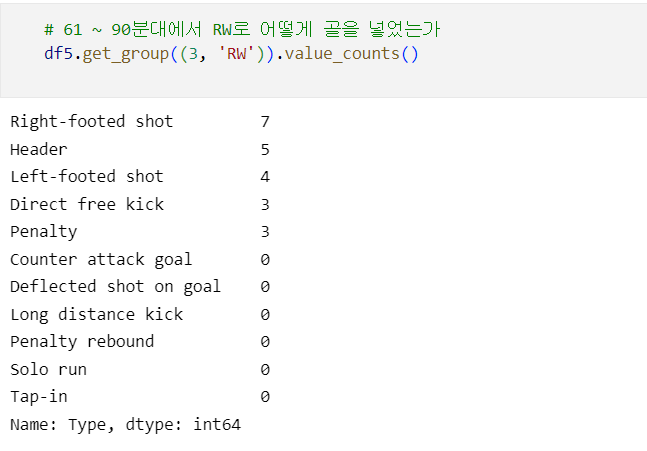 # 61 ~ 90분대에서 RW로 어떻게 골을 넣었는가
df5.get_group((3, 'RW')).value_counts()
Right-footed shot 7
Header 5
Left-footed shot 4
Direct free kick 3
Penalty 3
Counter attack goal 0
Deflected shot on goal 0
Long distance kick 0
Penalty rebound 0
Solo run 0
Tap-in 0
Name: Type, dtype: int64